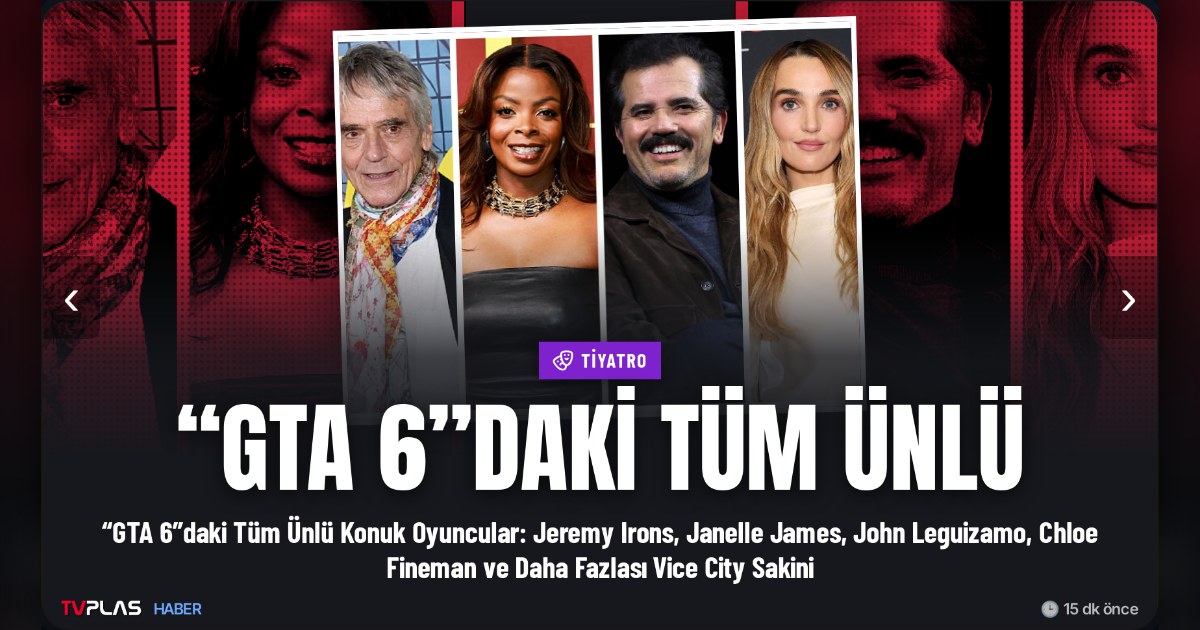 TİYATRO
“GTA 6”DAKİ TÜM ÜNLÜ
“GTA 6”daki Tüm Ünlü Konuk Oyuncular: Jeremy Irons, Janelle James, John Leguizamo, Chloe
Fineman ve Daha Fazlası Vice City Sakini
TVPLAS HABER
15 dk önce